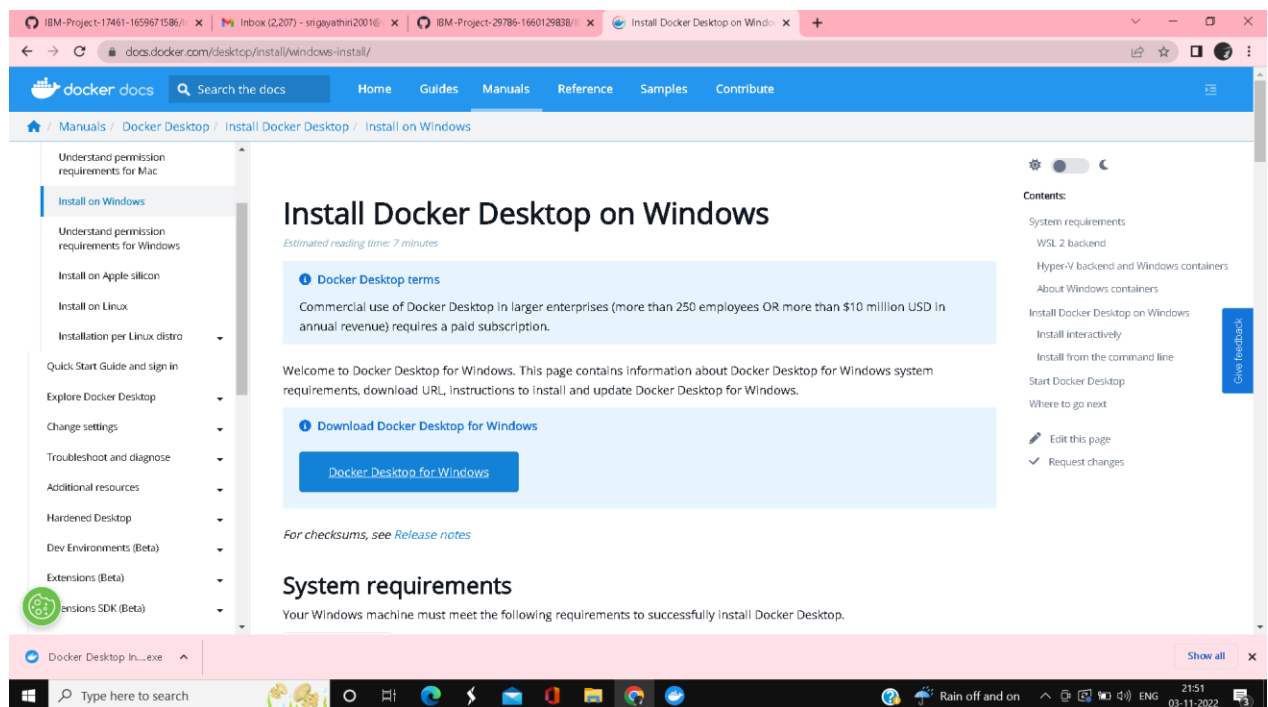 IBM-Project-17461-1659671586/
Inbox (2,207) - srigayathiri2001@
IBM-Project-29786-1660129838/
Install Docker Desktop on Windo
docs.docker.com/desktop/install/windows-install/
docker docs
Search the docs
Home Guides Manuals Reference Samples Contribute
/ Manuals / Docker Desktop / Install Docker Desktop / Install on Windows
Understand permission
requirements for Mac
Install on Windows
Understand permission
requirements for Windows
Install on Apple silicon
Install on Linux
Installation per Linux distro
Quick Start Guide and sign in
Explore Docker Desktop
Change settings
Troubleshoot and diagnose
Additional resources
Hardened Desktop
Dev Environments (Beta)
Extensions (Beta)
ensions SDK (Beta)
Install Docker Desktop on Windows
Estimated reading time: 7 minutes
Docker Desktop terms
Commercial use of Docker Desktop in larger enterprises (more than 250 employees OR more than $10 million USD in
annual revenue) requires a paid subscription.
Welcome to Docker Desktop for Windows. This page contains information about Docker Desktop for Windows system
requirements, download URL, instructions to install and update Docker Desktop for Windows.
Download Docker Desktop for Windows
Docker Desktop for Windows
For checksums, see Release notes
System requirements
Your Windows machine must meet the following requirements to successfully install Docker Desktop.
Contents:
System requirements
WSL 2 backend
Hyper-V backend and Windows containers
About Windows containers
Install Docker Desktop on Windows
Install interactively
Install from the command line
Start Docker Desktop
Where to go next
Edit this page
Request changes
Give feedback
Docker Desktop In....exe
Show all
Type here to search
Rain off and on
ENG
21:51
03-11-2022
3